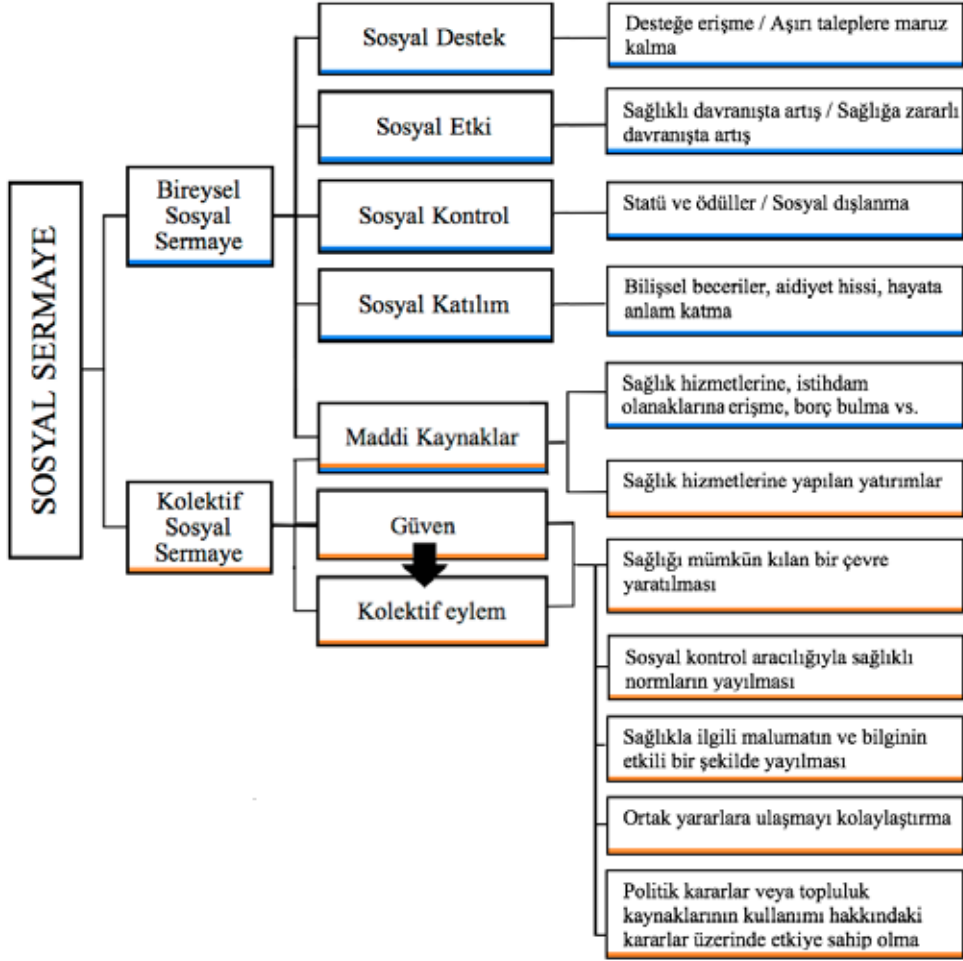 SOSYAL SERMAYE
Bireysel
Sosyal
Sermaye
Sosyal Destek
Desteğe erişme / Aşırı taleplere maruz
kalma
Sosyal Etki
Sağlıklı davranışta artış / Sağlığa zararlı
davranışta artış
Sosyal Kontrol
Statü ve ödüller / Sosyal dışlanma
Sosyal Katılım
Bilişsel beceriler, aidiyet hissi, hayata
anlam katma
Maddi Kaynaklar
Sağlık hizmetlerine, istihdam
olanaklarına erişme, borç bulma vs.
Sağlık hizmetlerine yapılan yatırımlar
Kolektif
Sosyal
Sermaye
Güven
Kolektif eylem
Sağlığı mümkün kılan bir çevre
yaratılması
Sosyal kontrol aracılığıyla sağlıklı
normların yayılması
Sağlıkla ilgili malumatın ve bilginin
etkili bir şekilde yayılması
Ortak yararlara ulaşmayı kolaylaştırma
Politik kararlar veya topluluk
kaynaklarının kullanımı hakkındaki
kararlar üzerinde etkiye sahip olma